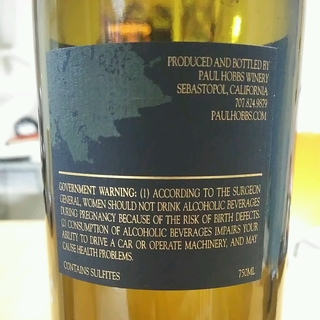 PRODUCED AND BOTTLED BY
PAUL HOBBS WINERY
SEBASTOPOL, CALIFORNIA
707.824.9879
PAULHOBBS.COM
GOVERNMENT WARNING: (1) ACCORDING TO THE SURGEON
GENERAL, WOMEN SHOULD NOT DRINK ALCOHOLIC BEVERAGES
DURING PREGNANCY BECAUSE OF THE RISK OF BIRTH DEFECTS.
(2) CONSUMPTION OF ALCOHOLIC BEVERAGES IMPAIRS YOUR
ABILITY TO DRIVE A CAR OR OPERATE MACHINERY, AND MAY
CAUSE HEALTH PROBLEMS.
CONTAINS SULFITES 750ML